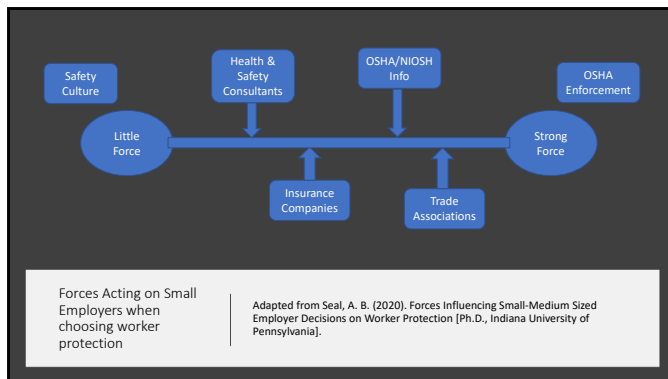 Safety
Culture
Health &
Safety
Consultants
OSHA/NIOSH
Info
OSHA
Enforcement
Little
Force
Strong
Force
Insurance
Companies
Trade
Associations
Forces Acting on Small
Employers when
choosing worker
protection
Adapted from Seal, A. B. (2020). Forces Influencing Small-Medium Sized
Employer Decisions on Worker Protection [Ph.D., Indiana University of
Pennsylvania].